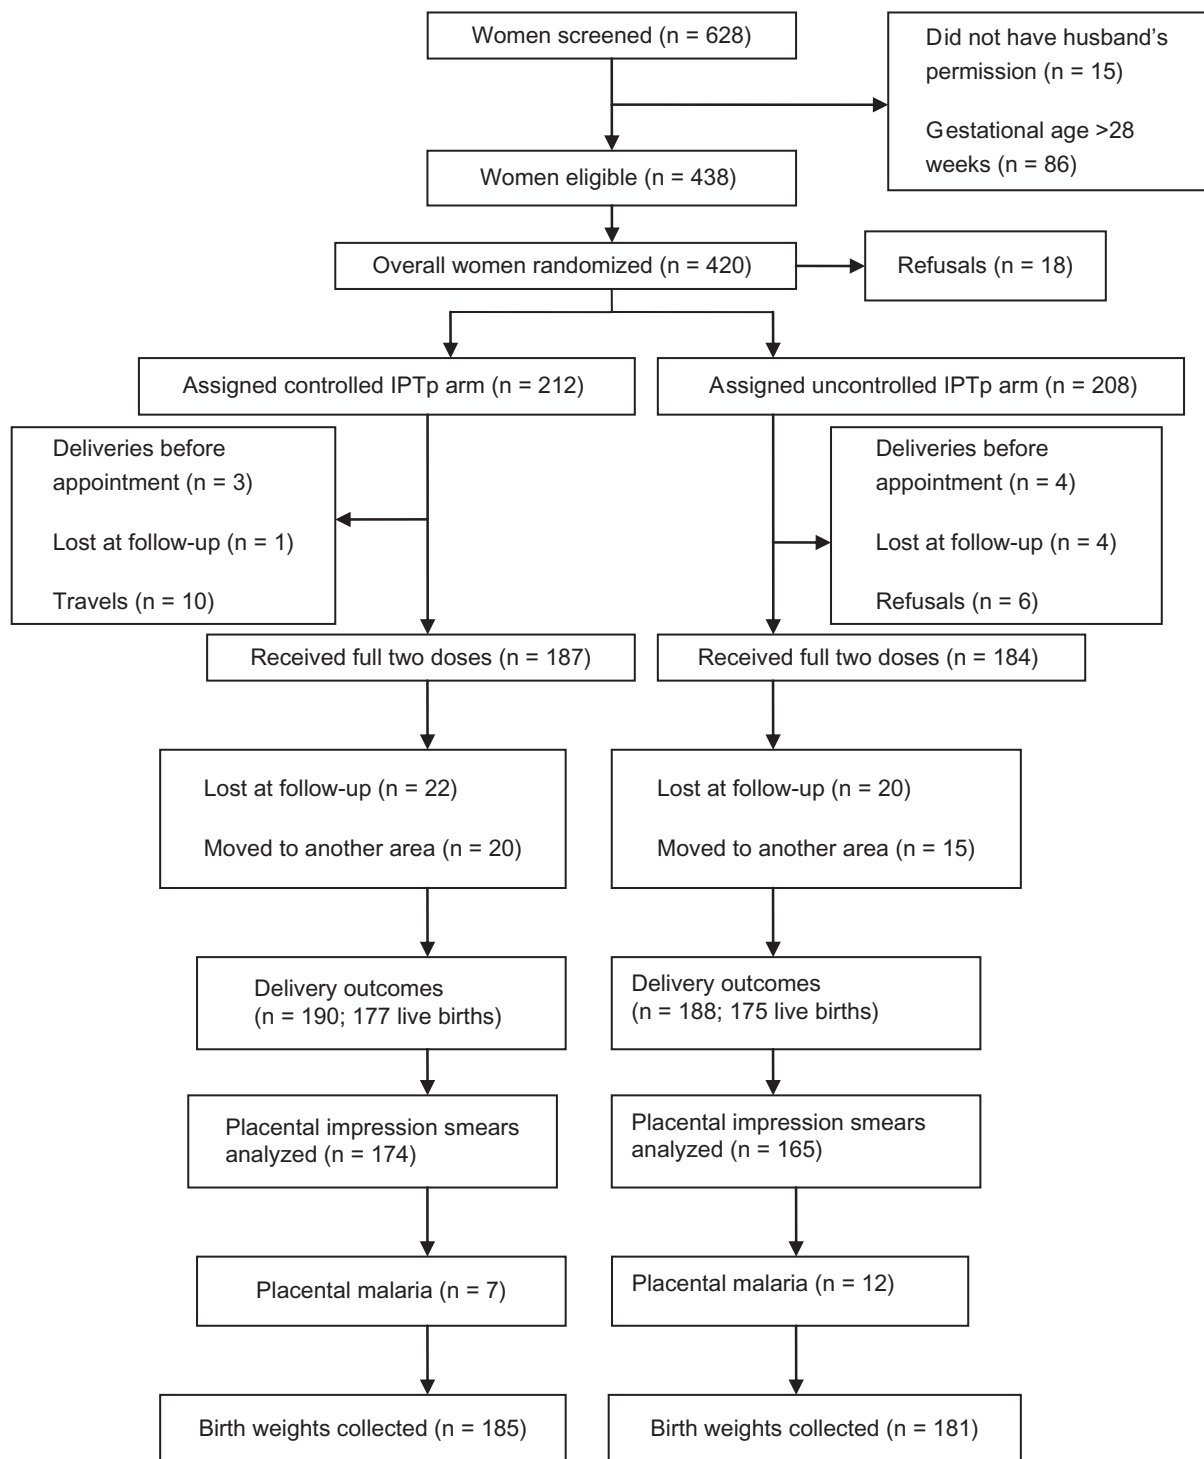 Women screened (n = 628)
Did not have husband's
permission (n = 15)
Gestational age >28
weeks (n = 86)
Women eligible (n = 438)
Overall women randomized (n = 420)
Refusals (n = 18)
Assigned controlled IPTp arm (n = 212)
Assigned uncontrolled IPTp arm (n = 208)
Deliveries before
appointment (n = 3)
Lost at follow-up (n = 1)
Travels (n = 10)
Deliveries before
appointment (n = 4)
Lost at follow-up (n = 4)
Refusals (n = 6)
Received full two doses (n = 187)
Received full two doses (n = 184)
Lost at follow-up (n = 22)
Moved to another area (n = 20)
Lost at follow-up (n = 20)
Moved to another area (n = 15)
Delivery outcomes
(n = 190; 177 live births)
Delivery outcomes
(n = 188; 175 live births)
Placental impression smears
analyzed (n = 174)
Placental impression smears
analyzed (n = 165)
Placental malaria (n = 7)
Placental malaria (n = 12)
Birth weights collected (n = 185)
Birth weights collected (n = 181)